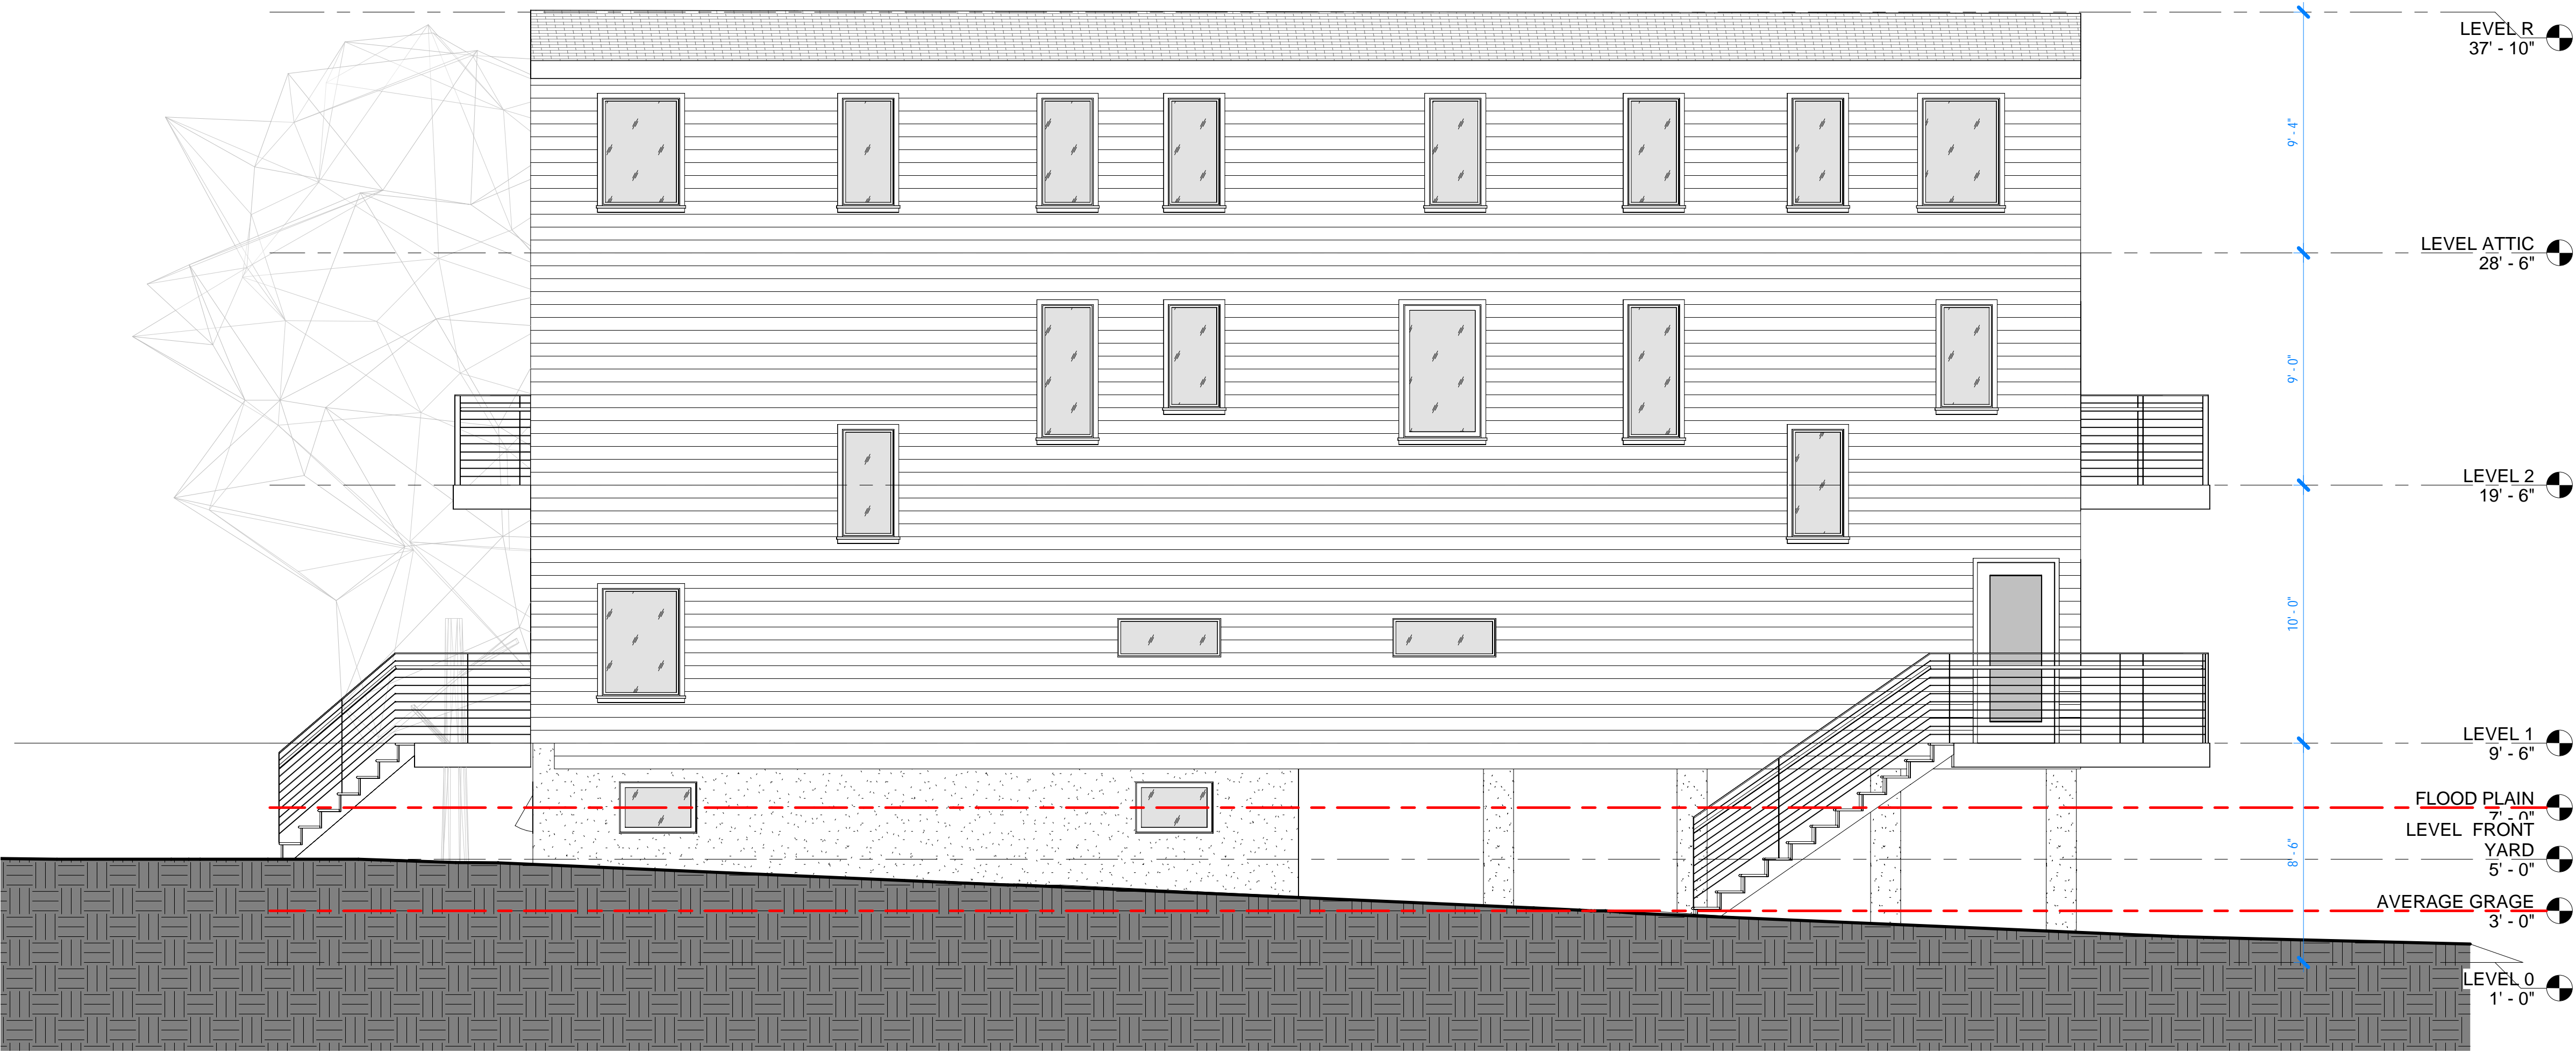 LEVEL R
37' - 10"
9' - 4"
LEVEL ATTIC
28' - 6"
9' - 0"
LEVEL 2
19' - 6"
10' - 0"
LEVEL 1
9' - 6"
FLOOD PLAIN
7' - 0"
LEVEL FRONT
YARD
5' - 0"
8' - 6"
AVERAGE GRAGE
3' - 0"
LEVEL 0
1' - 0"